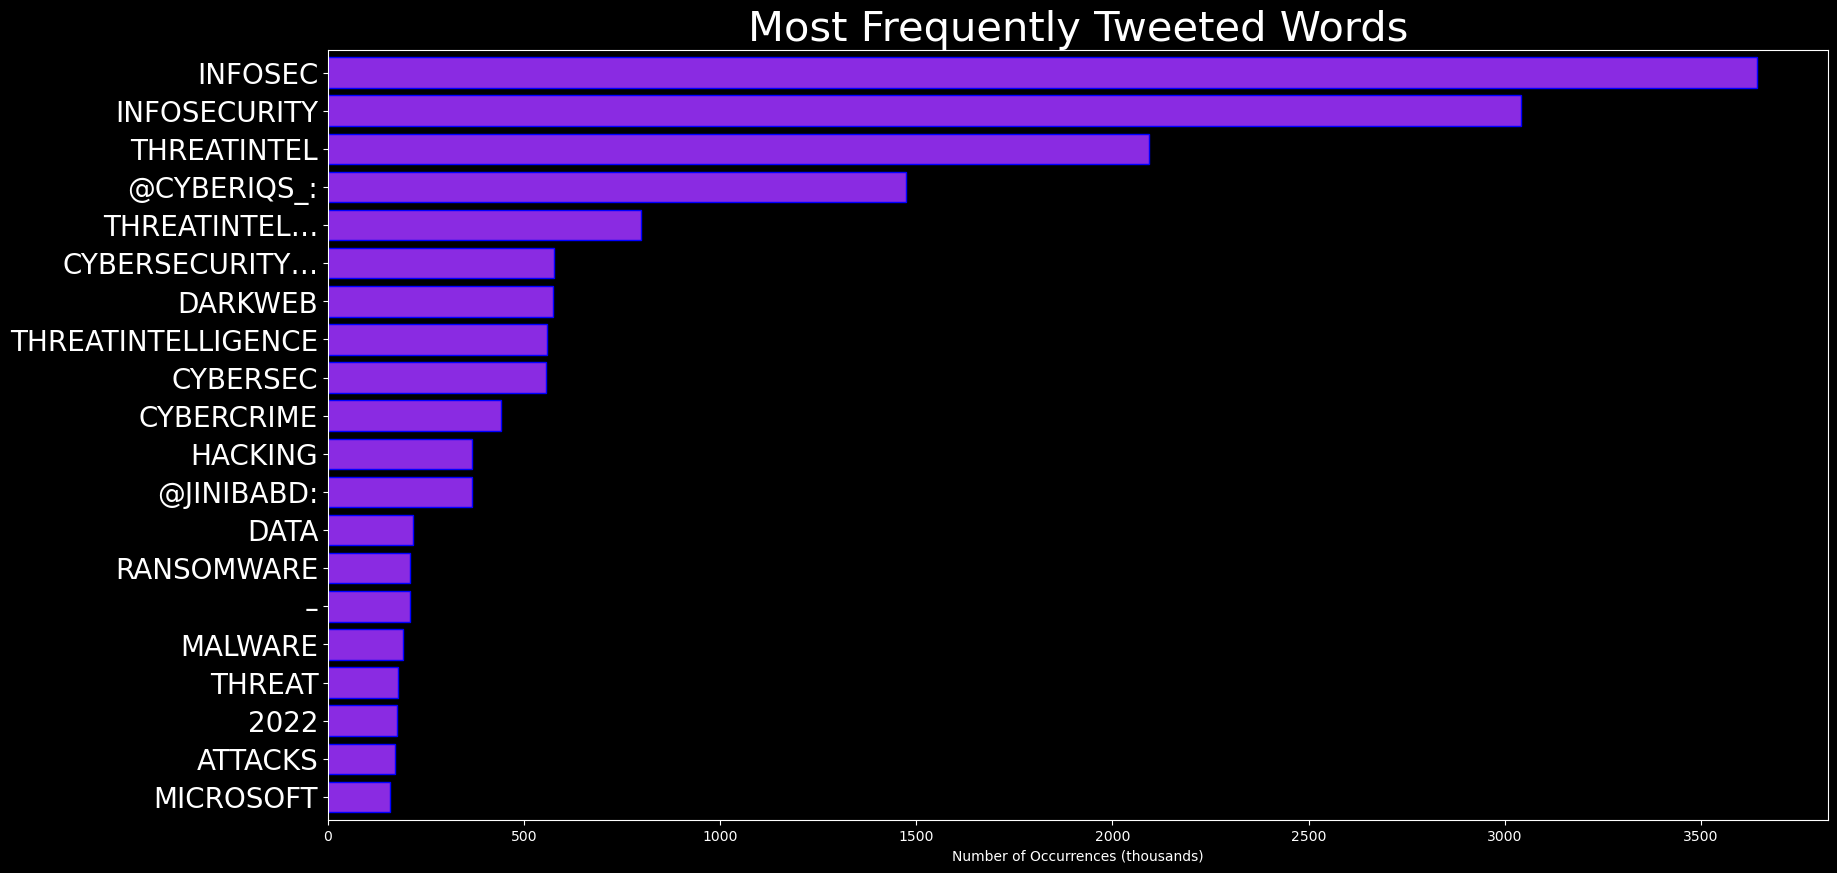 Most Frequently Tweeted Words
INFOSEC
INFOSECURITY
THREATINTEL
@CYBERIQS_:
THREATINTEL…
CYBERSECURITY…
DARKWEB
THREATINTELLIGENCE
CYBERSEC
CYBERCRIME
HACKING
@JINIBABD:
DATA
RANSOMWARE
–
MALWARE
THREAT
2022
ATTACKS
MICROSOFT
0 500 1000 1500 2000 2500 3000 3500
Number of Occurrences (thousands)